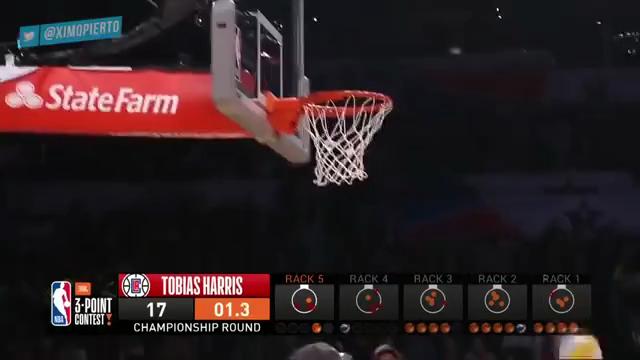 @XIMOPIERTO
StateFarm
RACK 5 RACK 4 RACK 3 RACK 2 RACK 1
TOBIAS HARRIS
17 01.3
CHAMPIONSHIP ROUND
JBL
3-POINT
CONTEST
NBA